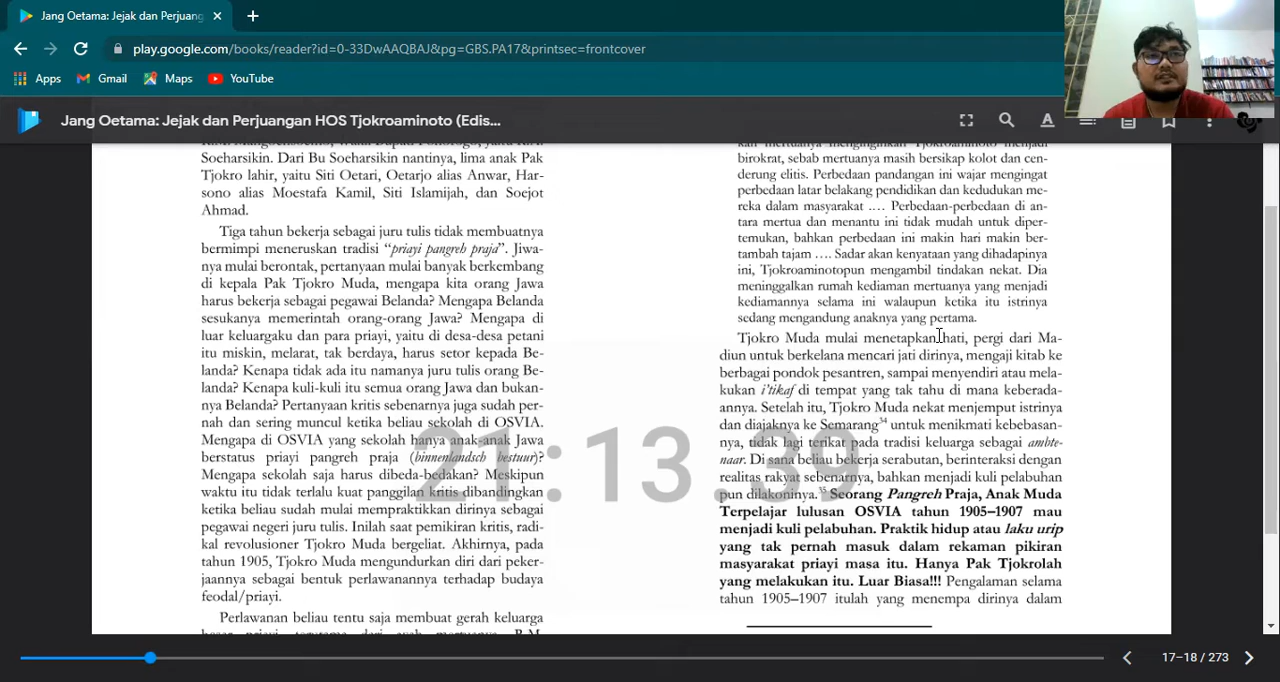 Jang Oetama: Jejak dan Perjuang
play.google.com/books/reader?id=0-33DwAAQBAJ&pg=GBS.PA17&printsec=frontcover
Apps Gmail Maps YouTube
Jang Oetama: Jejak dan Perjuangan HOS Tjokroaminoto (Edis...
Soeharsikin. Dari Bu Soeharsikin nantinya, lima anak Pak
Tjokro lahir, yaitu Siti Oetari, Oetarjo alias Anwar, Har-
sono alias Moestafa Kamil, Siti Islamijah, dan Soejot
Ahmad.
Tiga tahun bekerja sebagai juru tulis tidak membuatnya
bermimpi meneruskan tradisi “priayi pangreh praja”. Jiwa-
nya mulai berontak, pertanyaan mulai banyak berkembang
di kepala Pak Tjokro Muda, mengapa kita orang Jawa
harus bekerja sebagai pegawai Belanda? Mengapa Belanda
sesukanya memerintah orang-orang Jawa? Mengapa di
luar keluargaku dan para priayi, yaitu di desa-desa petani
itu miskin, melarat, tak berdaya, harus setor kepada Be-
landa? Kenapa tidak ada itu namanya juru tulis orang Be-
landa? Kenapa kuli-kuli itu semua orang Jawa dan bukan-
nya Belanda? Pertanyaan kritis sebenarnya juga sudah per-
nah dan sering muncul ketika beliau sekolah di OSVIA.
Mengapa di OSVIA yang sekolah hanya anak-anak Jawa
berstatus priayi pangreh praja (binnenlandsch bestuur)?
Mengapa sekolah saja harus dibeda-bedakan? Meskipun
waktu itu tidak terlalu kuat panggilan kritis dibandingkan
ketika beliau sudah mulai mempraktikkan dirinya sebagai
pegawai negeri juru tulis. Inilah saat pemikiran kritis, radi-
kal revolusioner Tjokro Muda bergeliat. Akhirnya, pada
tahun 1905, Tjokro Muda mengundurkan diri dari peker-
jaannya sebagai bentuk perlawanannya terhadap budaya
feodal/priayi.
Perlawanan beliau tentu saja membuat gerah keluarga
kan mertuanya menginginkan Tjokroaminoto menjadi
birokrat, sebab mertuanya masih bersikap kolot dan cen-
derung elitis. Perbedaan pandangan ini wajar mengingat
perbedaan latar belakang pendidikan dan kedudukan me-
reka dalam masyarakat .... Perbedaan-perbedaan di an-
tara mertua dan menantu ini tidak mudah untuk diper-
temukan, bahkan perbedaan ini makin hari makin ber-
tambah tajam .... Sadar akan kenyataan yang dihadapinya
ini, Tjokroaminotopun mengambil tindakan nekat. Dia
meninggalkan rumah kediaman mertuanya yang menjadi
kediamannya selama ini walaupun ketika itu istrinya
sedang mengandung anaknya yang pertama.
Tjokro Muda mulai menetapkan hati, pergi dari Ma-
diun untuk berkelana mencari jati dirinya, mengaji kitab ke
berbagai pondok pesantren, sampai menyendiri atau mela-
kukan i’tikaf di tempat yang tak tahu di mana keberada-
annya. Setelah itu, Tjokro Muda nekat menjemput istrinya
dan diajaknya ke Semarang34 untuk menikmati kebebasan-
nya, tidak lagi terikat pada tradisi keluarga sebagai ambte-
naar. Di sana beliau bekerja serabutan, berinteraksi dengan
realitas rakyat sebenarnya, bahkan menjadi kuli pelabuhan
pun dilakoninya.35 Seorang Pangreh Praja, Anak Muda
Terpelajar lulusan OSVIA tahun 1905–1907 mau
menjadi kuli pelabuhan. Praktik hidup atau laku urip
yang tak pernah masuk dalam rekaman pikiran
masyarakat priayi masa itu. Hanya Pak Tjokrolah
yang melakukan itu. Luar Biasa!!! Pengalaman selama
tahun 1905–1907 itulah yang menempa dirinya dalam
21:13.39
17–18 / 273